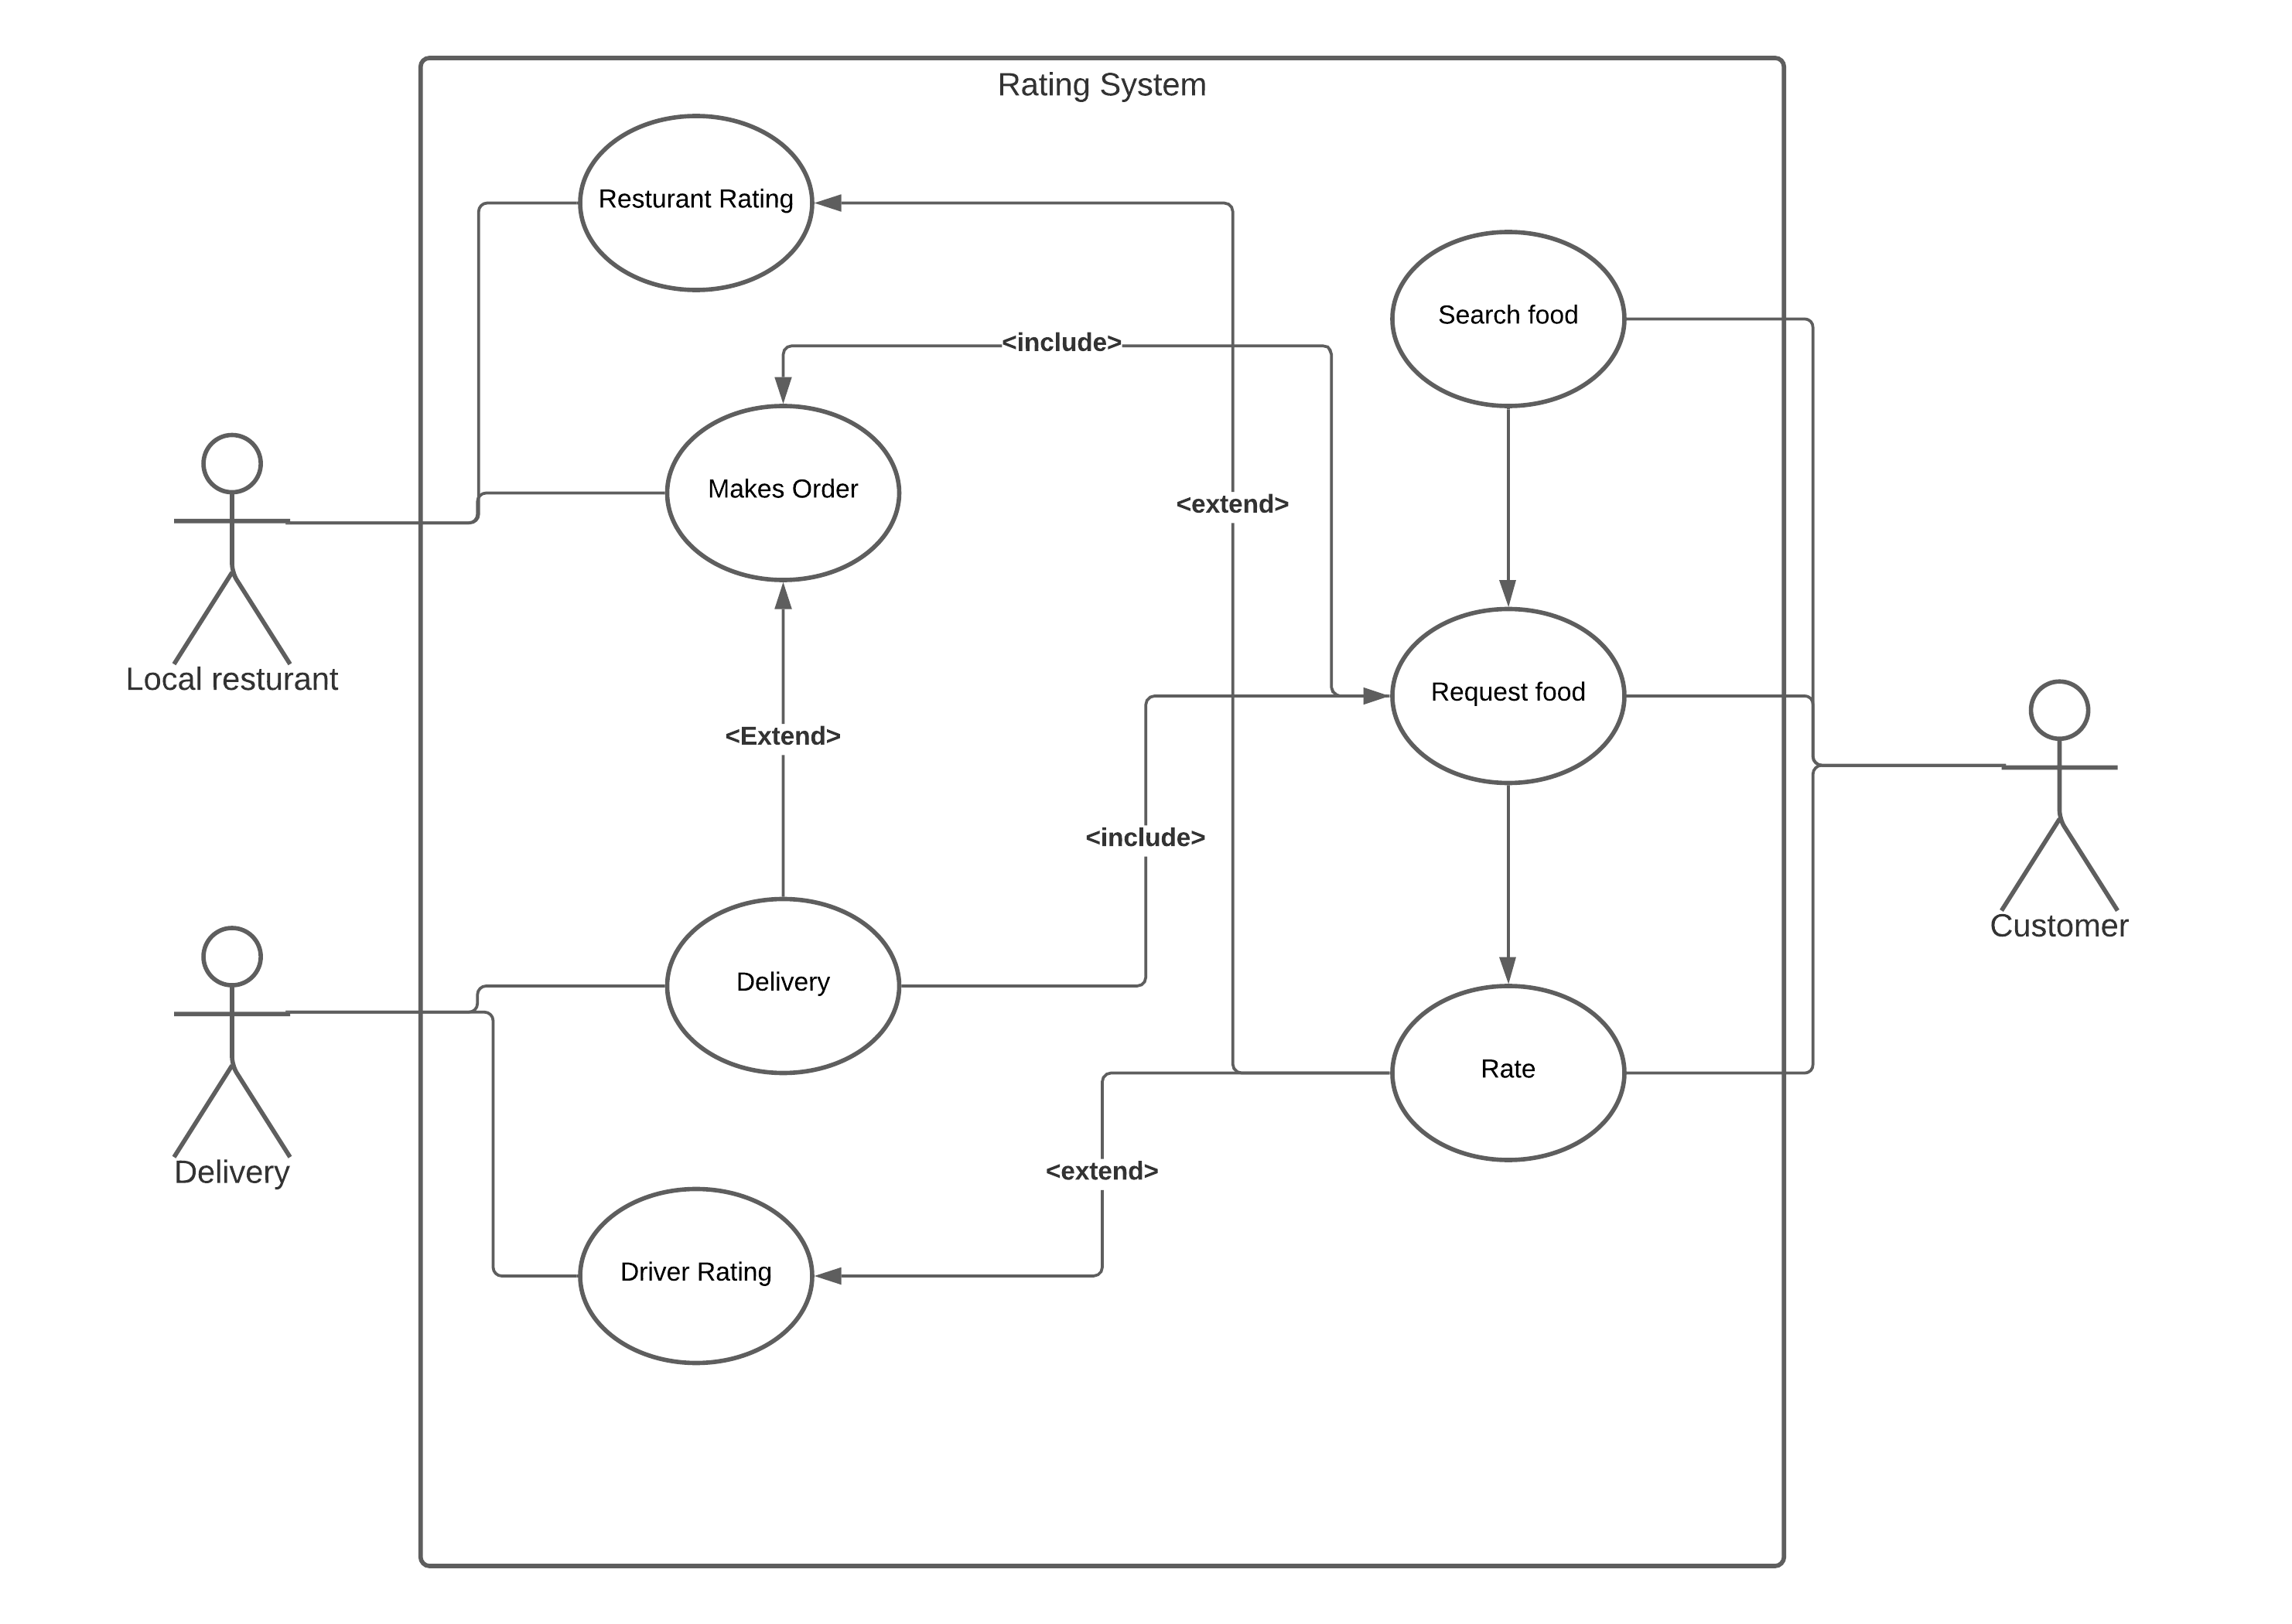 Rating System
Resturant Rating
Search food
<include>
Makes Order
<extend>
Local resturant
Request food
<Extend>
<include>
Customer
Delivery
Rate
Delivery
<extend>
Driver Rating